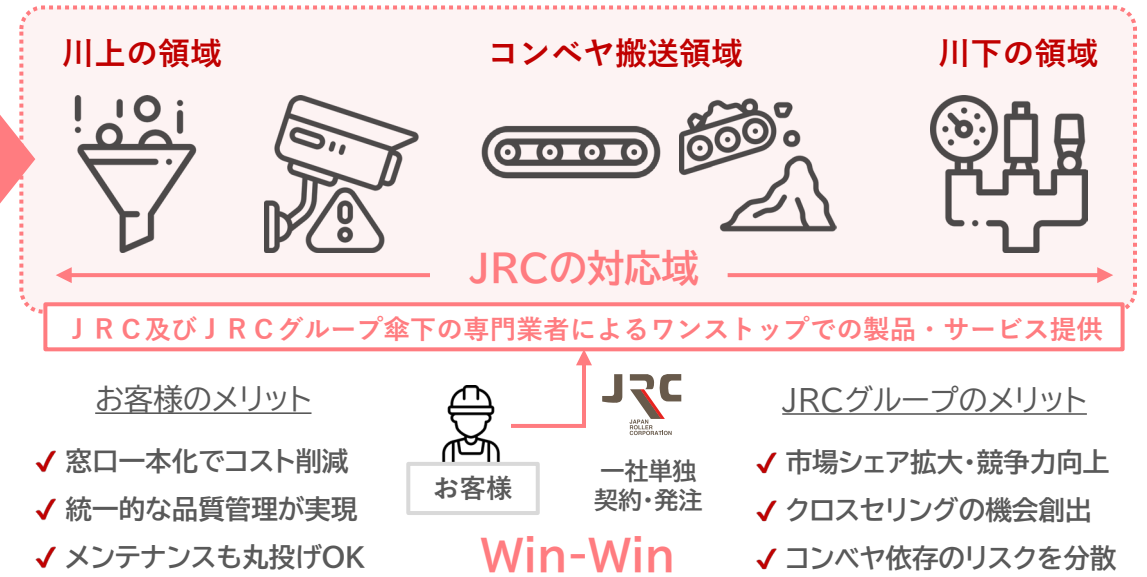 川上の領域
コンベヤ搬送領域
川下の領域
JRCの対応域
ＪＲＣ及びＪＲＣグループ傘下の専門業者によるワンストップでの製品・サービス提供
お客様のメリット
✓ 窓口一本化でコスト削減
✓ 統一的な品質管理が実現
✓ メンテナンスも丸投げOK
お客様
JRC
JAPAN
ROLLER
CORPORATION
一社単独
契約・発注
Win-Win
JRCグループのメリット
✓ 市場シェア拡大・競争力向上
✓ クロスセリングの機会創出
✓ コンベヤ依存のリスクを分散